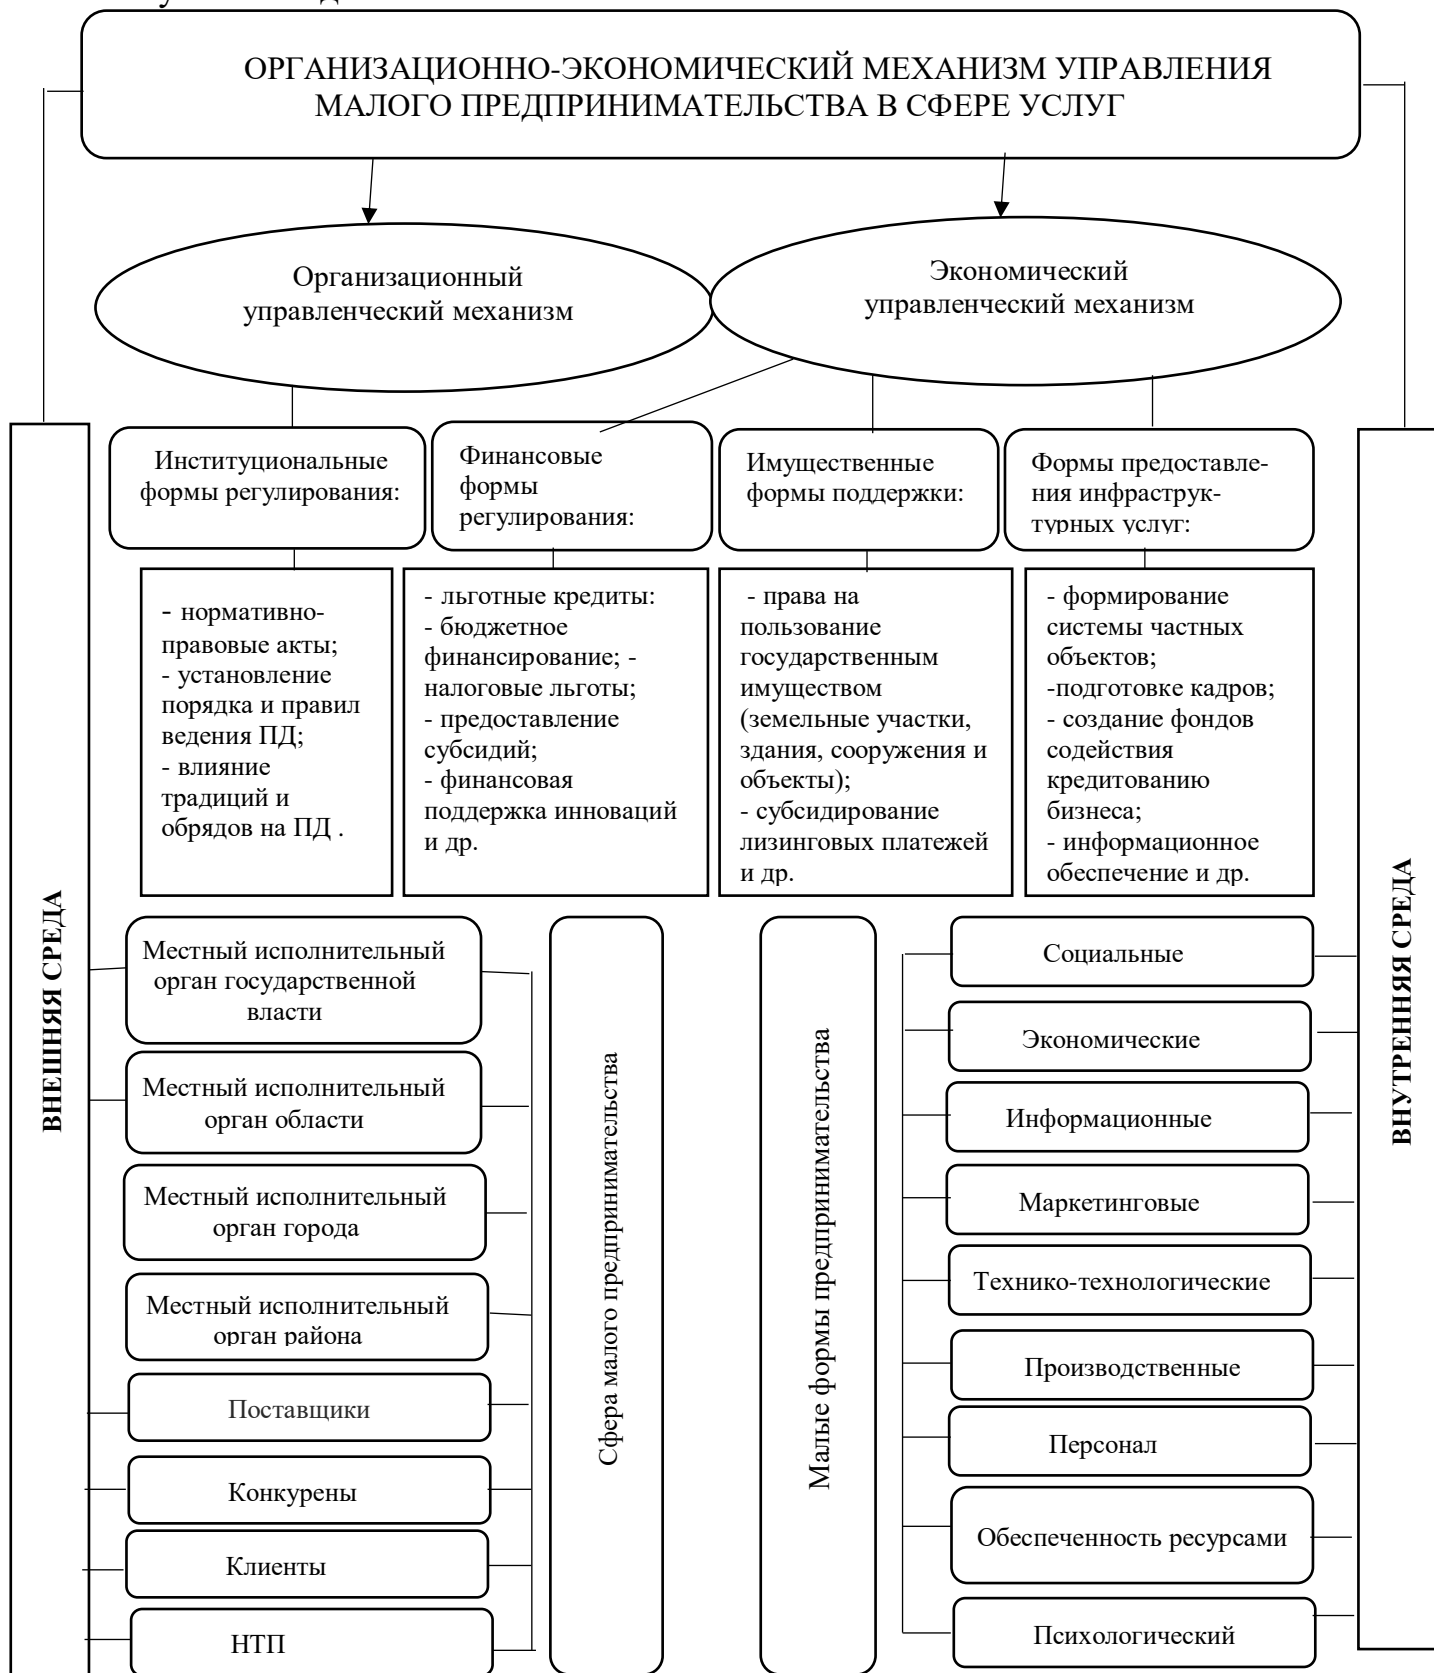 ОРГАНИЗАЦИОННО-ЭКОНОМИЧЕСКИЙ МЕХАНИЗМ УПРАВЛЕНИЯ
МАЛОГО ПРЕДПРИНИМАТЕЛЬСТВА В СФЕРЕ УСЛУГ
Организационный
управленческий механизм
Экономический
управленческий механизм
Институциональные
формы регулирования:
Финансовые
формы
регулирования:
Имущественные
формы поддержки:
Формы предоставле-
ния инфраструк-
турных услуг:
- нормативно-
правовые акты;
- установление
порядка и правил
ведения ПД;
- влияние
традиций и
обрядов на ПД .
- льготные кредиты:
- бюджетное
финансирование; -
налоговые льготы;
- предоставление
субсидий;
- финансовая
поддержка инноваций
и др.
- права на
пользование
государственным
имуществом
(земельные участки,
здания, сооружения и
объекты);
- субсидирование
лизинговых платежей
и др.
- формирование
системы частных
объектов;
-подготовке кадров;
- создание фондов
содействия
кредитованию
бизнеса;
- информационное
обеспечение и др.
ВНЕШНЯЯ СРЕДА
Местный исполнительный
орган государственной
власти
Местный исполнительный
орган области
Местный исполнительный
орган города
Местный исполнительный
орган района
Поставщики
Конкурены
Клиенты
НТП
Сфера малого предпринимательства
Малые формы предпринимательства
Социальные
Экономические
Информационные
Маркетинговые
Технико-технологические
Производственные
Персонал
Обеспеченность ресурсами
Психологический
ВНУТРЕННЯЯ СРЕДА